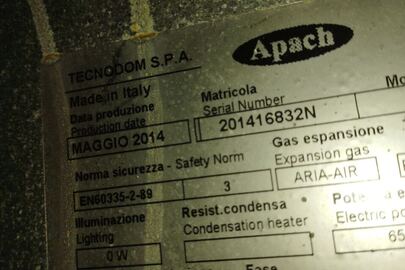 TECNODOM S.P.A.
Apach
Made in Italy
Data produzione
Production date
MAGGIO 2014
Matricola
Serial Number
201416832N
Norma sicurezza - Safety Norm
EN60335-2-89
3
Gas espansione
Expansion gas
ARIA-AIR
Illuminazione
Lighting
0 W
Resist.condensa
Condensation heater
Electric
65